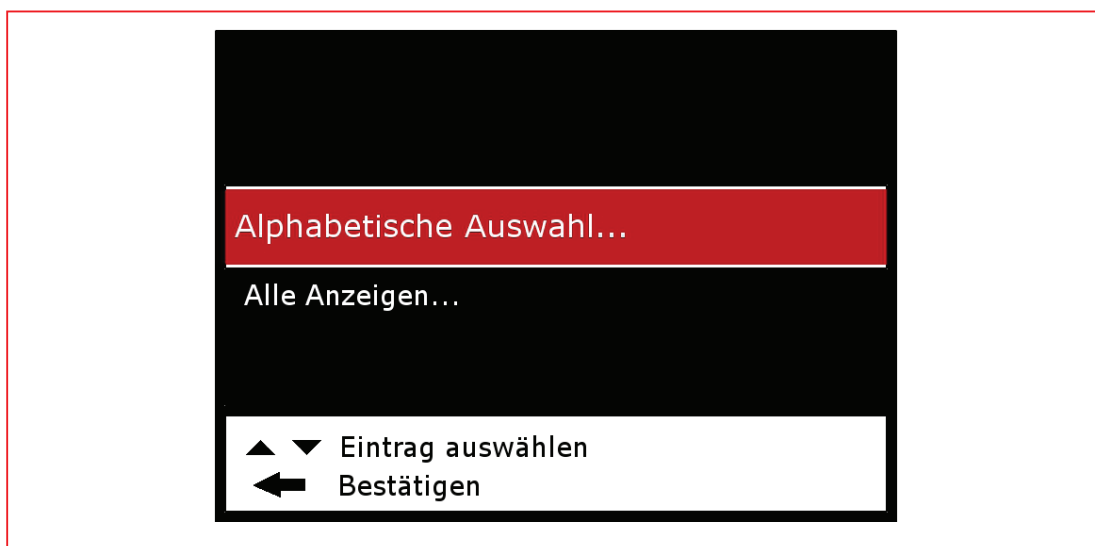 Alphabetische Auswahl...
Alle Anzeigen...
Eintrag auswählen
Bestätigen